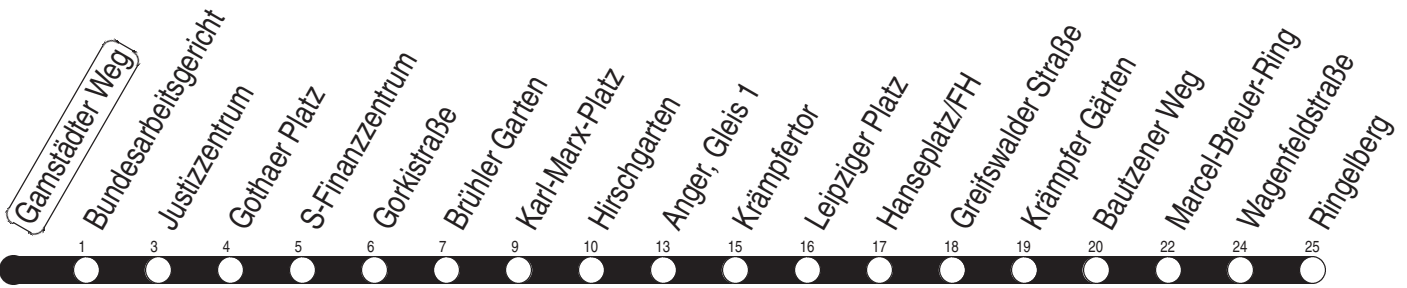 Gamstädter Weg
Bundesarbeitsgericht
Justizzentrum
Gothaer Platz
S-Finanzzentrum
Gorkistraße
Brühler Garten
Karl-Marx-Platz
Hirschgarten
Anger, Gleis 1
Krämpfertor
Leipziger Platz
Hanseplatz/FH
Greifswalder Straße
Krämpfer Gärten
Bautzener Weg
Marcel-Breuer-Ring
Wagenfeldstraße
Ringelberg
1 3 4 5 6 7 9 10 13 15 16 17 18 19 20 22 24 25